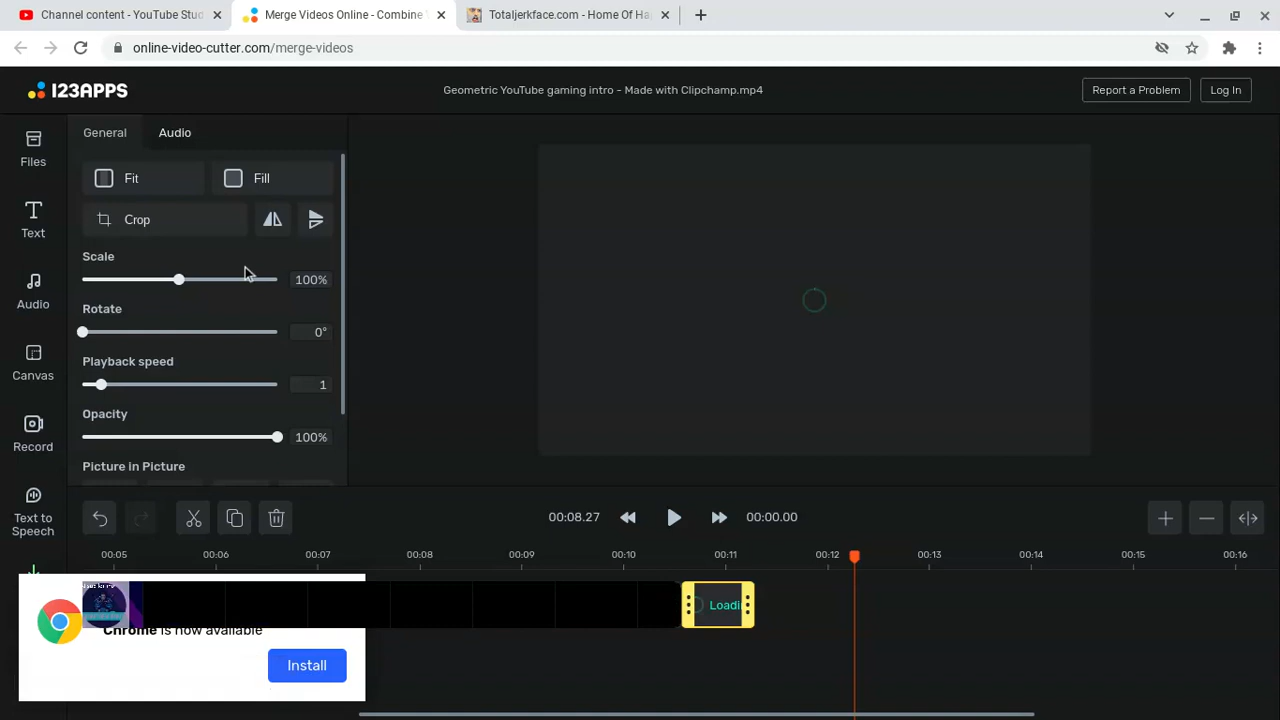 Channel content - YouTube Stud
Merge Videos Online - Combine
Totaljerkface.com - Home Of Ha
online-video-cutter.com/merge-videos
123APPS
Geometric YouTube gaming intro - Made with Clipchamp.mp4
Report a Problem
Log In
Files
Text
Audio
Canvas
Record
Text to
Speech
General
Audio
Fit
Fill
Crop
Scale
100%
Rotate
0°
Playback speed
1
Opacity
100%
Picture in Picture
00:08.27
00:00.00
00:05
00:06
00:07
00:08
00:09
00:10
00:11
00:12
00:13
00:14
00:15
00:16
Loadi
Chrome is now available
Install